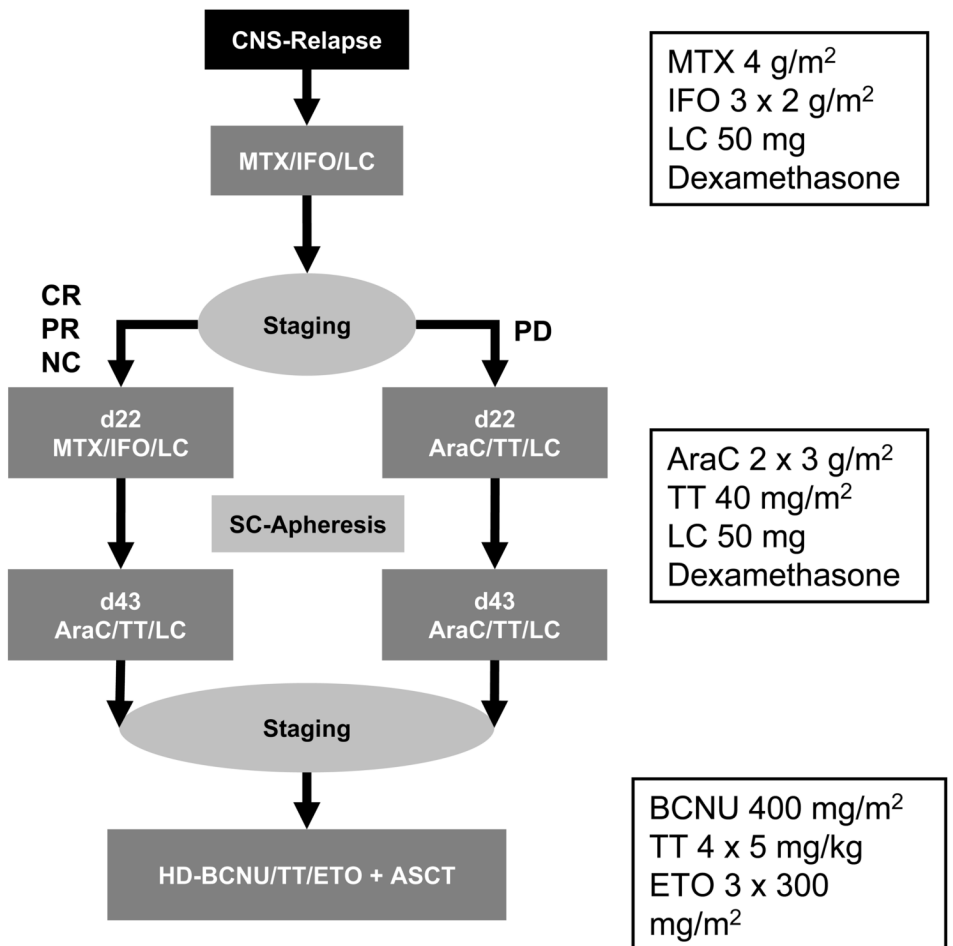 CNS-Relapse
MTX 4 g/m²
IFO 3 x 2 g/m²
LC 50 mg
Dexamethasone
MTX/IFO/LC
Staging
CR
PR
NC
PD
d22
MTX/IFO/LC
d22
AraC/TT/LC
SC-Apheresis
AraC 2 x 3 g/m²
TT 40 mg/m²
LC 50 mg
Dexamethasone
d43
AraC/TT/LC
d43
AraC/TT/LC
Staging
HD-BCNU/TT/ETO + ASCT
BCNU 400 mg/m²
TT 4 x 5 mg/kg
ETO 3 x 300
mg/m²